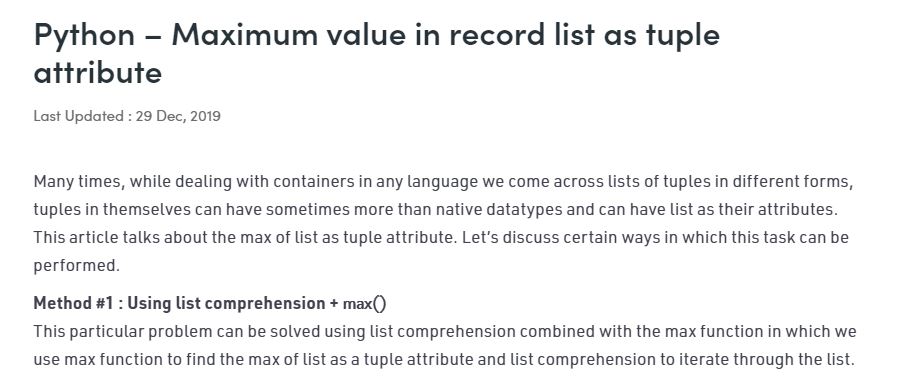 Python – Maximum value in record list as tuple
attribute
Last Updated : 29 Dec, 2019
Many times, while dealing with containers in any language we come across lists of tuples in different forms,
tuples in themselves can have sometimes more than native datatypes and can have list as their attributes.
This article talks about the max of list as tuple attribute. Let’s discuss certain ways in which this task can be
performed.
Method #1 : Using list comprehension + max()
This particular problem can be solved using list comprehension combined with the max function in which we
use max function to find the max of list as a tuple attribute and list comprehension to iterate through the list.